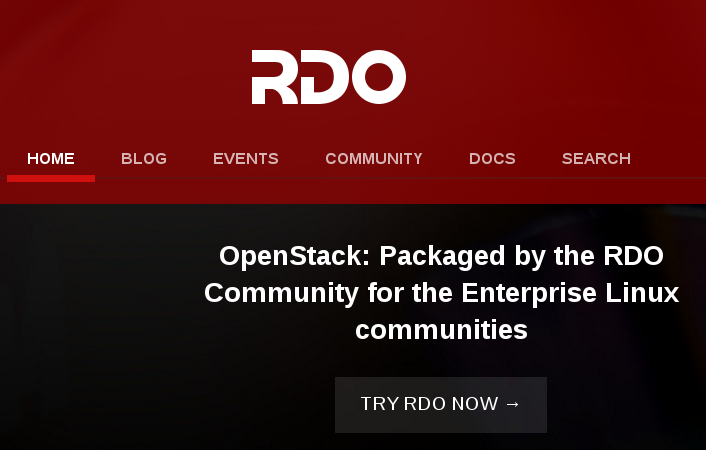 RDO
HOME BLOG EVENTS COMMUNITY DOCS SEARCH
OpenStack: Packaged by the RDO
Community for the Enterprise Linux
communities
TRY RDO NOW →